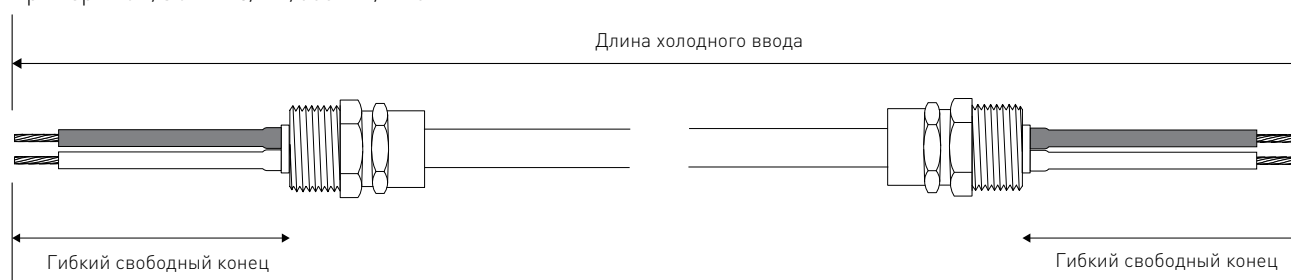 Длина холодного ввода
Гибкий свободный конец
Гибкий свободный конец